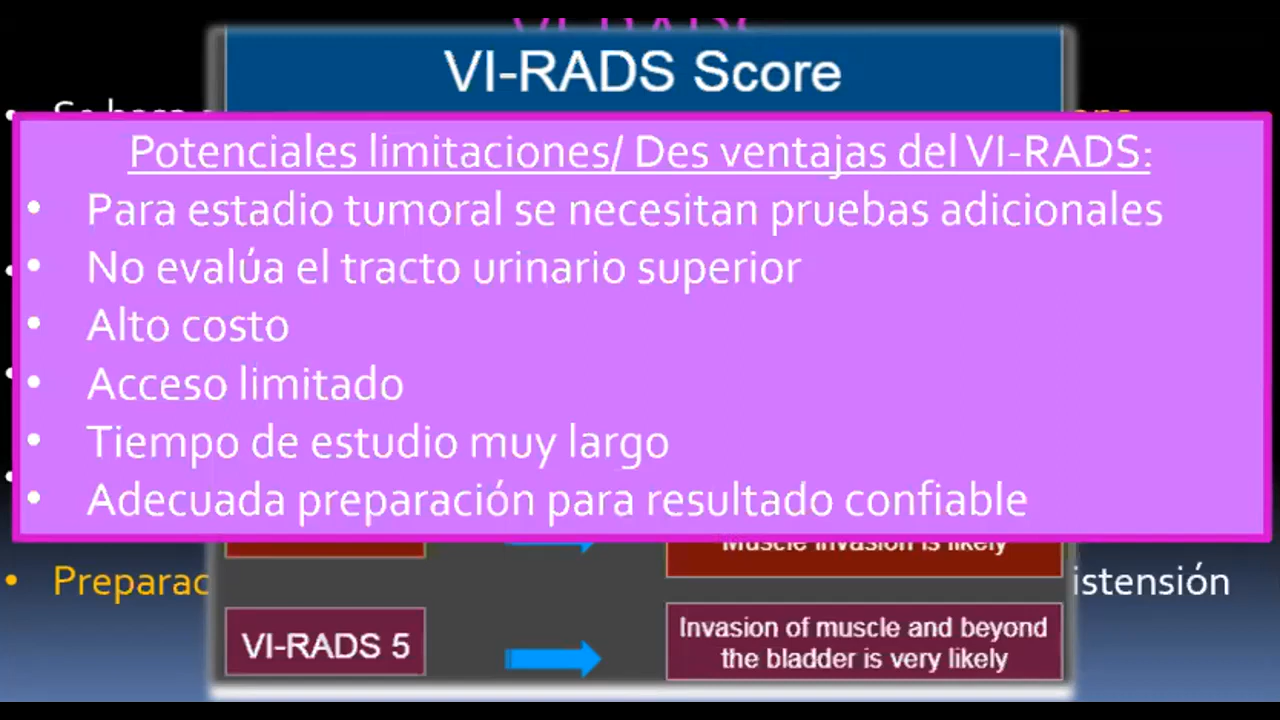 VI-RADS
VI-RADS Score
Potenciales limitaciones/ Des ventajas del VI-RADS:
• Para estadio tumoral se necesitan pruebas adicionales
• No evalúa el tracto urinario superior
• Alto costo
• Acceso limitado
• Tiempo de estudio muy largo
• Adecuada preparación para resultado confiable
Muscle invasion is likely
• Preparac
istensión
VI-RADS 5
Invasion of muscle and beyond
the bladder is very likely